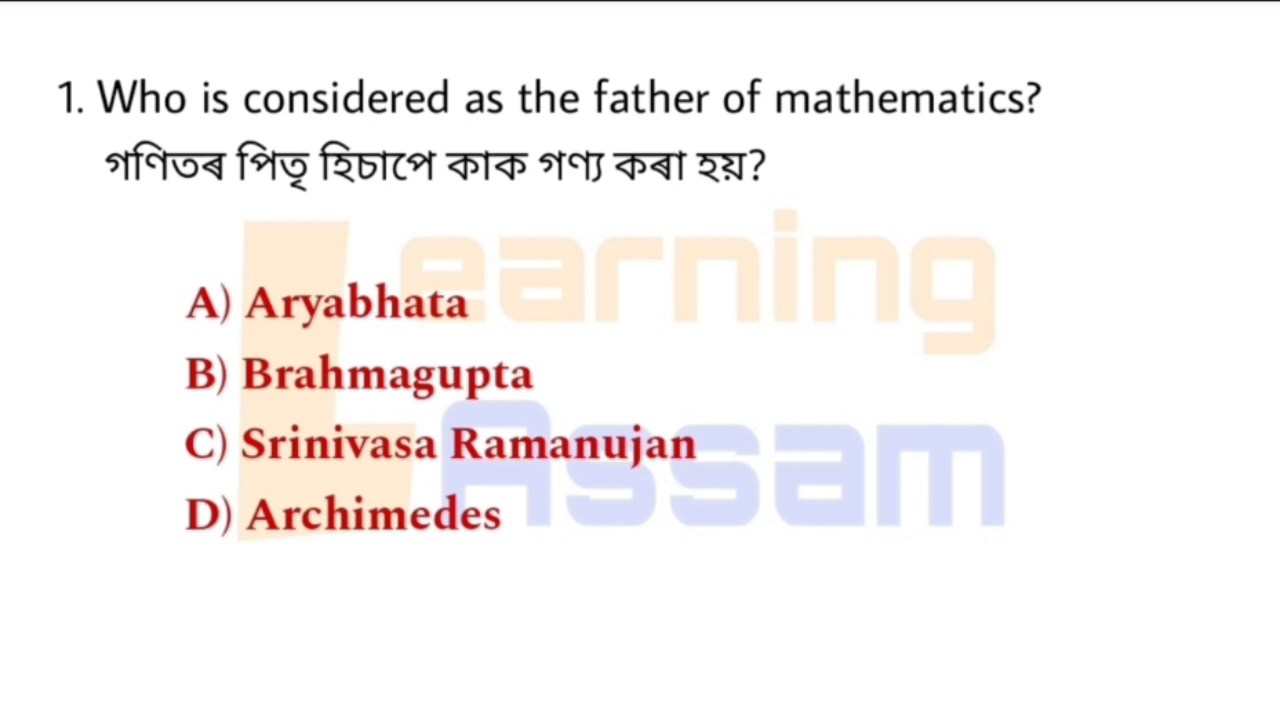 1. Who is considered as the father of mathematics?
গণিতৰ পিতৃ হিচাপে কাক গণ্য কৰা হয়?
Learning
Assam
A) Aryabhata
B) Brahmagupta
C) Srinivasa Ramanujan
D) Archimedes